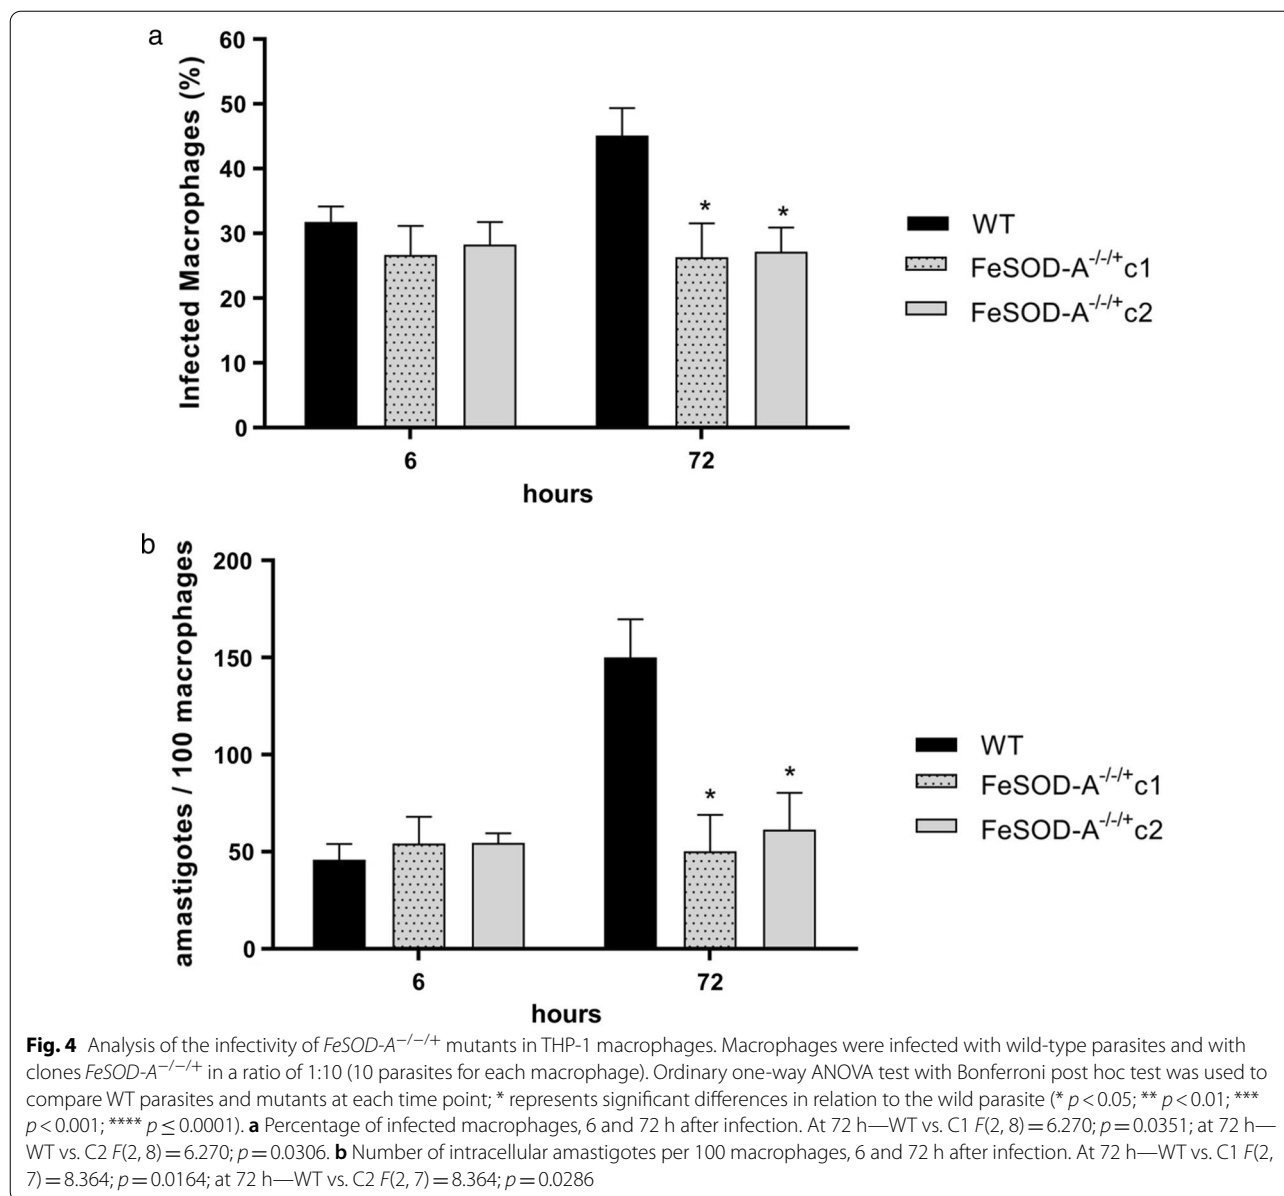 a
60
50
40
30
20
10
0
Infected Macrophages (%)
* *
6 72
hours
WT
FeSOD-A-/-/+c1
FeSOD-A-/-/+c2
b
200
150
100
50
0
amastigotes / 100 macrophages
* *
6 72
hours
WT
FeSOD-A-/-/+c1
FeSOD-A-/-/+c2
Fig. 4 Analysis of the infectivity of FeSOD-A−/−/+ mutants in THP-1 macrophages. Macrophages were infected with wild-type parasites and with
clones FeSOD-A−/−/+ in a ratio of 1:10 (10 parasites for each macrophage). Ordinary one-way ANOVA test with Bonferroni post hoc test was used to
compare WT parasites and mutants at each time point; * represents significant differences in relation to the wild parasite (* p < 0.05; ** p < 0.01; ***
p < 0.001; **** p ≤ 0.0001). a Percentage of infected macrophages, 6 and 72 h after infection. At 72 h—WT vs. C1 F(2, 8) = 6.270; p = 0.0351; at 72 h—
WT vs. C2 F(2, 8) = 6.270; p = 0.0306. b Number of intracellular amastigotes per 100 macrophages, 6 and 72 h after infection. At 72 h—WT vs. C1 F(2,
7) = 8.364; p = 0.0164; at 72 h—WT vs. C2 F(2, 7) = 8.364; p = 0.0286